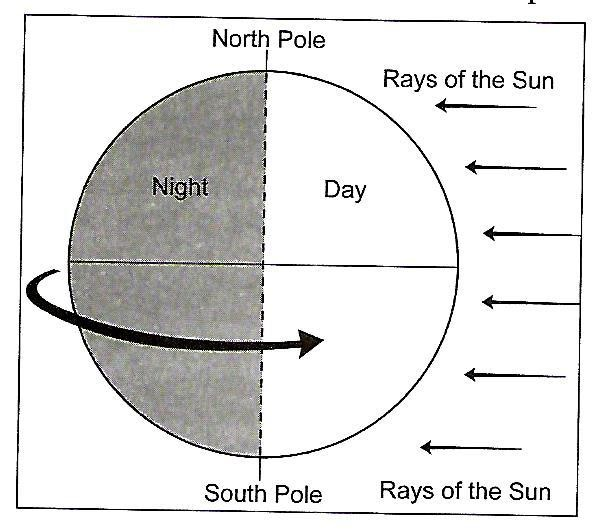 North Pole
Rays of the Sun
Night
Day
South Pole
Rays of the Sun